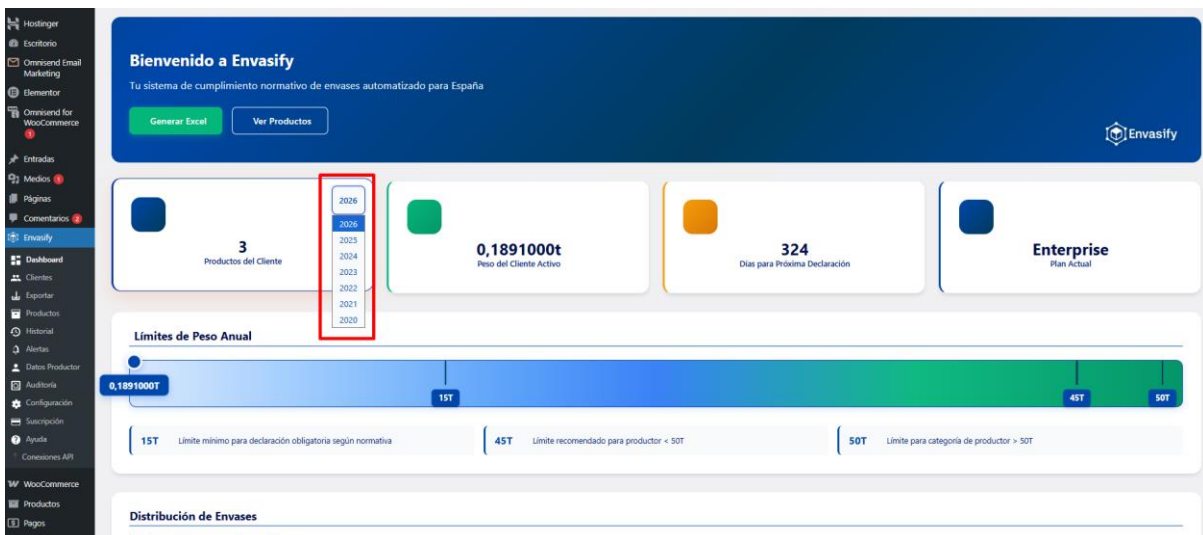 Hostinger
Escritorio
Omnisend Email
Marketing
Elementor
Omnisend for
WooCommerce
1
Entradas
Medios 1
Páginas
Comentarios 2
Envasify
Dashboard
Clientes
Exportar
Productos
Historial
Alertas
Datos Productor
Auditoría
Configuración
Suscripción
Ayuda
Conexiones API
WooCommerce
Productos
Pagos
Bienvenido a Envasify
Tu sistema de cumplimiento normativo de envases automatizado para España
Generar Excel
Ver Productos
Envasify
2026
2026
2025
2024
2023
2022
2021
2020
3
Productos del Cliente
0,1891000t
Peso del Cliente Activo
324
Días para Próxima Declaración
Enterprise
Plan Actual
Límites de Peso Anual
0,1891000T
15T
45T
50T
15T Límite mínimo para declaración obligatoria según normativa
45T Límite recomendado para productor < 50T
50T Límite para categoría de productor > 50T
Distribución de Envases